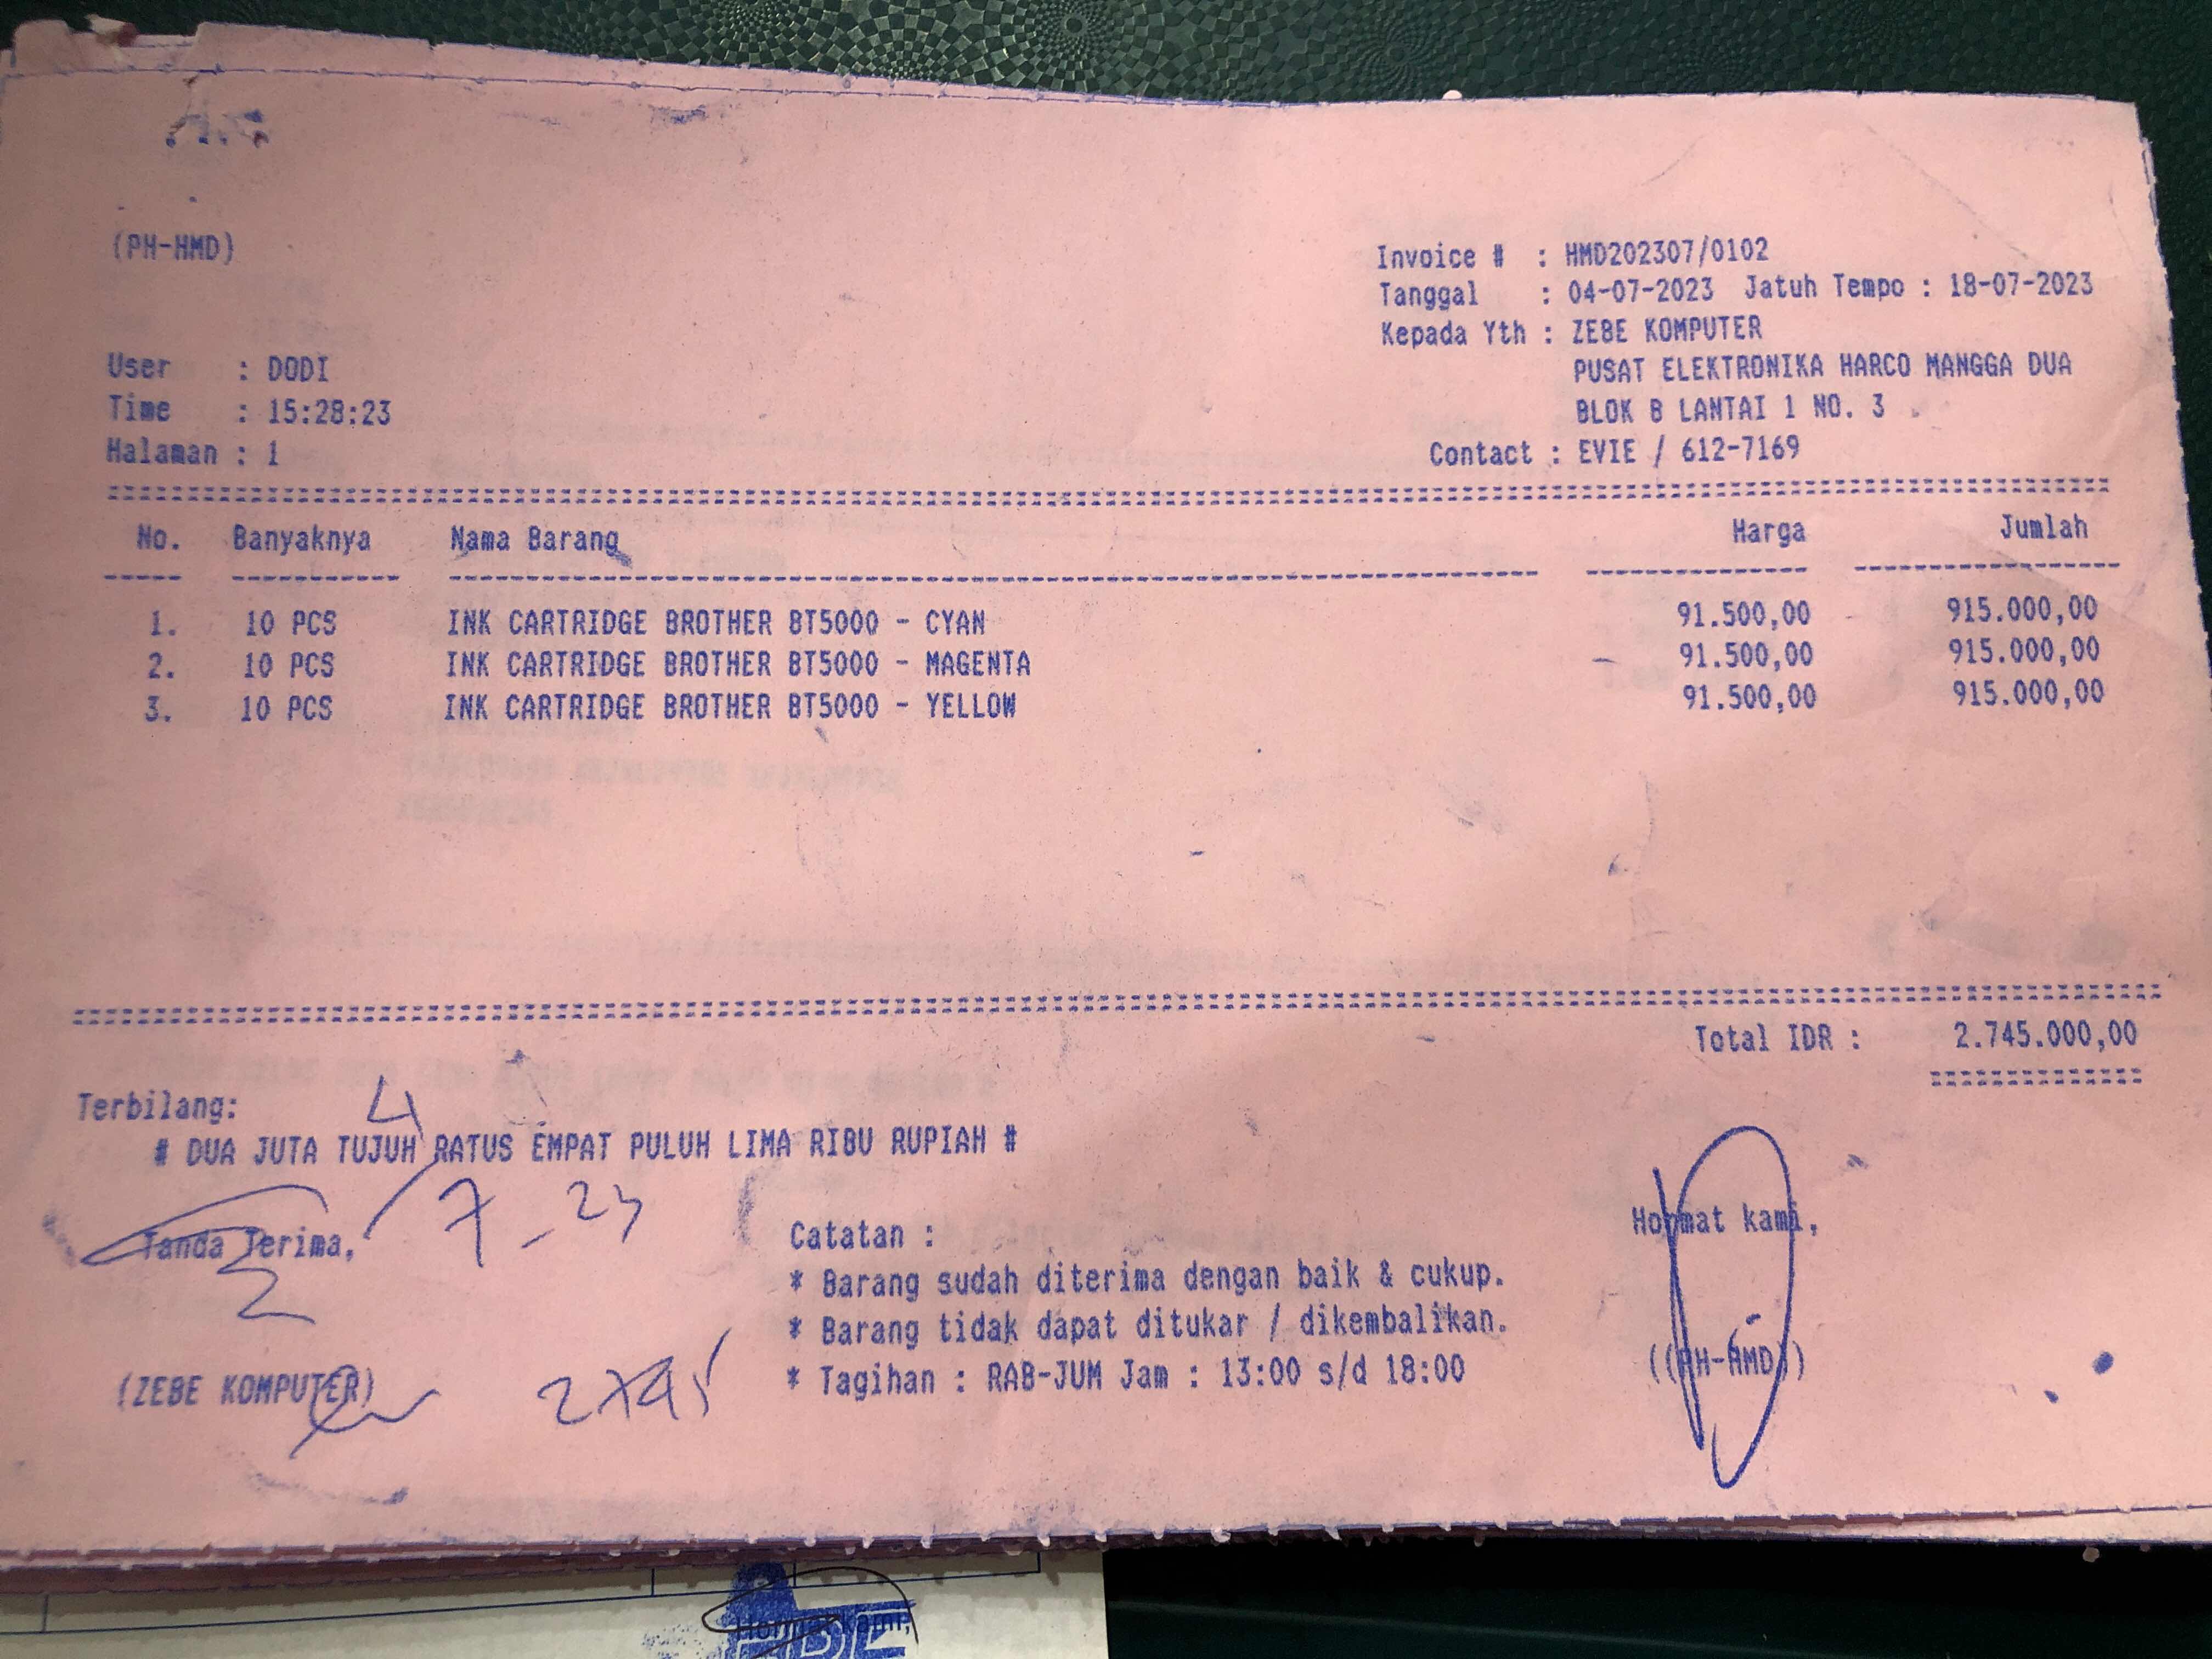 (PH-HMD)
Invoice # : HMD202307/0102
Tanggal : 04-07-2023 Jatuh Tempo : 18-07-2023
Kepada Yth : ZEBE KOMPUTER
PUSAT ELEKTRONIKA HARCO MANGGA DUA
BLOK B LANTAI 1 NO. 3
Contact : EVIE / 612-7169
User : DODI
Time : 15:28:23
Halaman : 1
No. Banyaknya Nama Barang Harga Jumlah
1. 10 PCS INK CARTRIDGE BROTHER BT5000 - CYAN 91.500,00 915.000,00
2. 10 PCS INK CARTRIDGE BROTHER BT5000 - MAGENTA 91.500,00 915.000,00
3. 10 PCS INK CARTRIDGE BROTHER BT5000 - YELLOW 91.500,00 915.000,00
Total IDR : 2.745.000,00
Terbilang:
# DUA JUTA TUJUH RATUS EMPAT PULUH LIMA RIBU RUPIAH #
4/7-23
Tanda Terima,
(ZEBE KOMPUTER)
2745
Catatan :
* Barang sudah diterima dengan baik & cukup.
* Barang tidak dapat ditukar / dikembalikan.
* Tagihan : RAB-JUM Jam : 13:00 s/d 18:00
Hormat kami,
((PH-HMD))
Hormat kami,